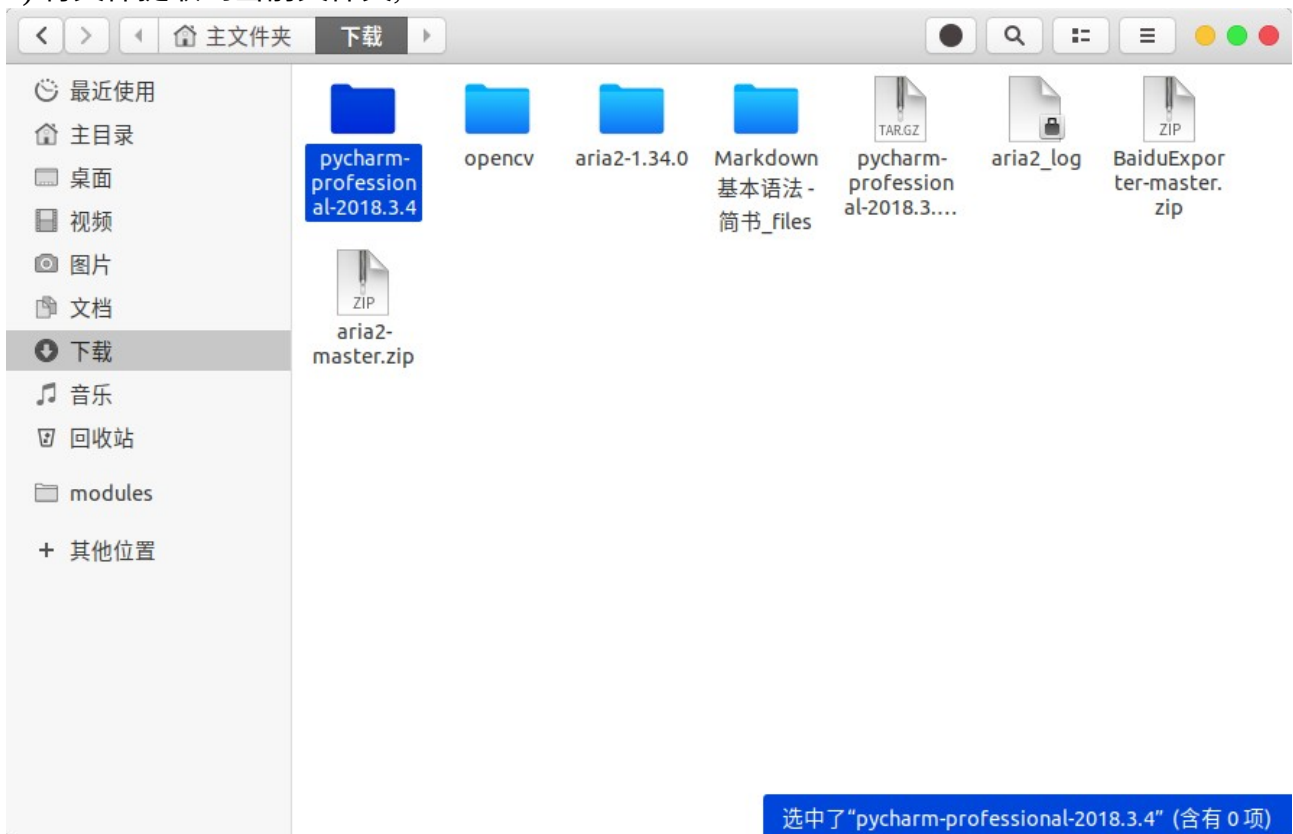 主文件夹
下载
最近使用
主目录
桌面
视频
图片
文档
下载
音乐
回收站
modules
+ 其他位置
pycharm-
profession
al-2018.3.4
opencv
aria2-1.34.0
Markdown
基本语法 -
简书_files
TAR.GZ
pycharm-
profession
al-2018.3....
aria2_log
ZIP
BaiduExpor
ter-master.
zip
ZIP
aria2-
master.zip
选中了“pycharm-professional-2018.3.4” (含有 0 项)